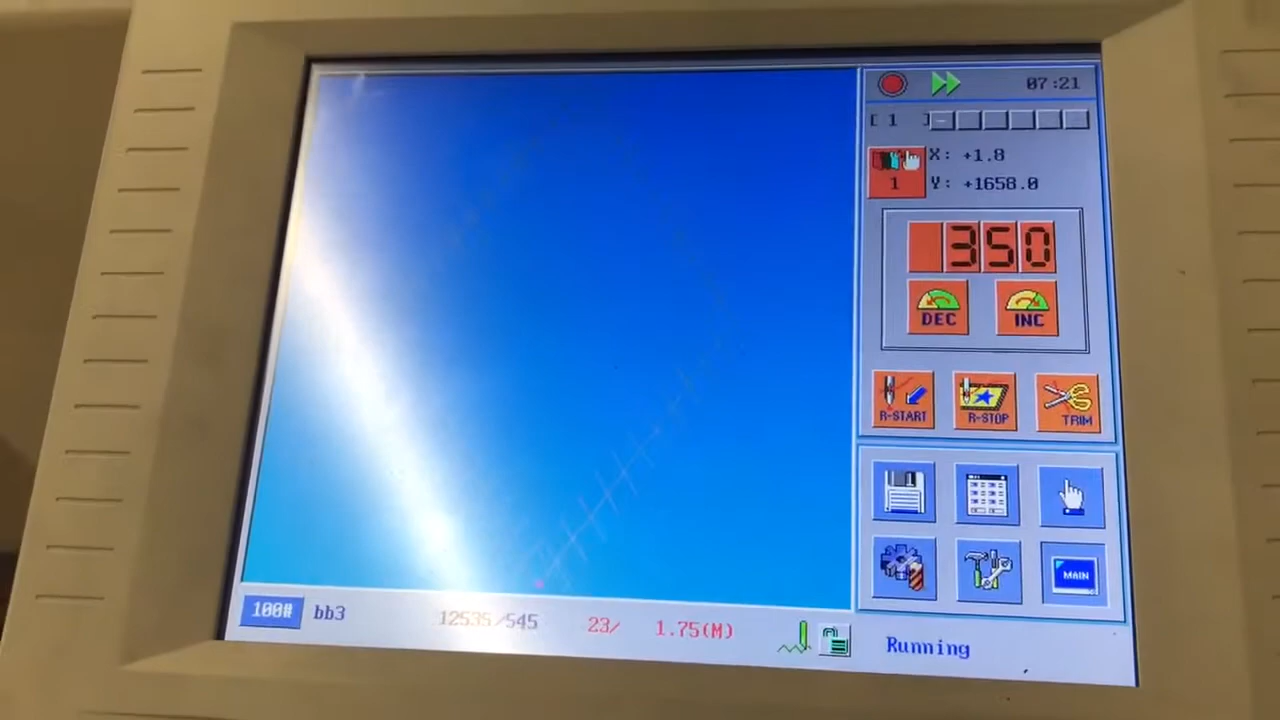 07:21
[ 1 ]
X: +1.8
1
Y: +1658.0
350
DEC INC
R-START R-STOP TRIM
MAIN
100# bb3 12535/545 23/ 1.75(M)
Running